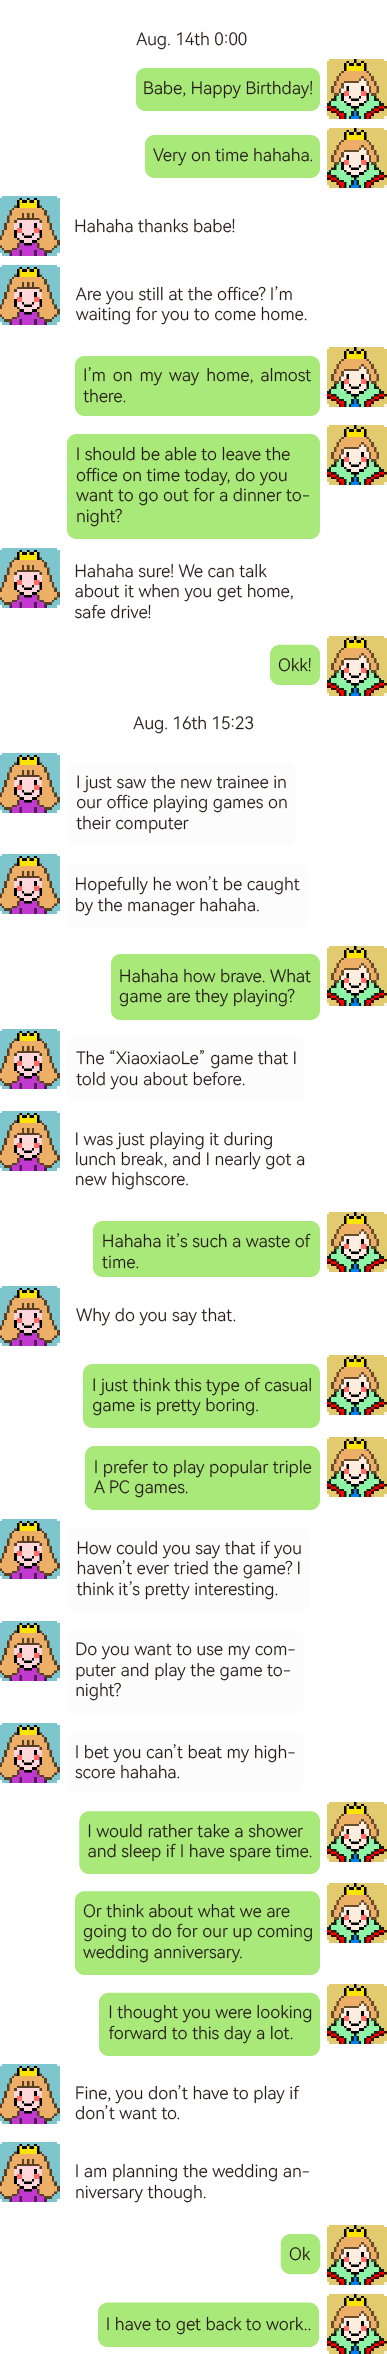 Aug. 14th 0:00
Babe, Happy Birthday!
Very on time hahaha.
Hahaha thanks babe!
Are you still at the office? I'm
waiting for you to come home.
I'm on my way home, almost
there.
I should be able to leave the
office on time today, do you
want to go out for a dinner to-
night?
Hahaha sure! We can talk
about it when you get home,
safe drive!
Okk!
Aug. 16th 15:23
I just saw the new trainee in
our office playing games on
their computer
Hopefully he won't be caught
by the manager hahaha.
Hahaha how brave. What
game are they playing?
The “XiaoxiaoLe” game that I
told you about before.
I was just playing it during
lunch break, and I nearly got a
new highscore.
Hahaha it's such a waste of
time.
Why do you say that.
I just think this type of casual
game is pretty boring.
I prefer to play popular triple
A PC games.
How could you say that if you
haven't ever tried the game? I
think it's pretty interesting.
Do you want to use my com-
puter and play the game to-
night?
I bet you can't beat my high-
score hahaha.
I would rather take a shower
and sleep if I have spare time.
Or think about what we are
going to do for our up coming
wedding anniversary.
I thought you were looking
forward to this day a lot.
Fine, you don't have to play if
don't want to.
I am planning the wedding an-
niversary though.
Ok
I have to get back to work..